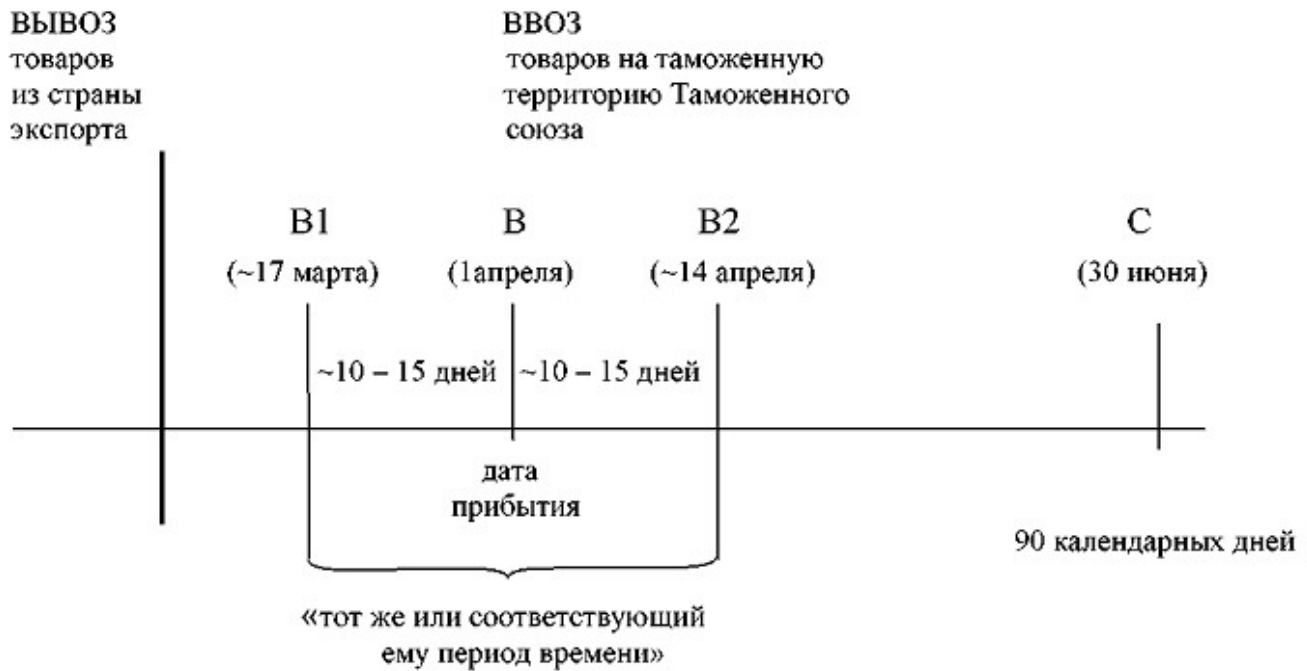 ВЫВОЗ
товаров
из страны
экспорта
ВВОЗ
товаров на таможенную
территорию Таможенного
союза
В1
(~17 марта)
В
(1апреля)
В2
(~14 апреля)
С
(30 июня)
~10 – 15 дней
~10 – 15 дней
дата
прибытия
90 календарных дней
«тот же или соответствующий
ему период времени»